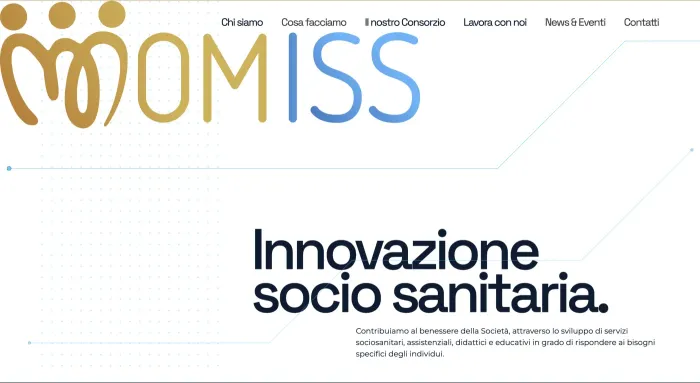 Chi siamo Cosa facciamo Il nostro Consorzio Lavora con noi News & Eventi Contatti
MOMISS
Innovazione
socio sanitaria.
Contribuiamo al benessere della Società, attraverso lo sviluppo di servizi
sociosanitari, assistenziali, didattici e educativi in grado di rispondere ai bisogni
specifici degli individui.